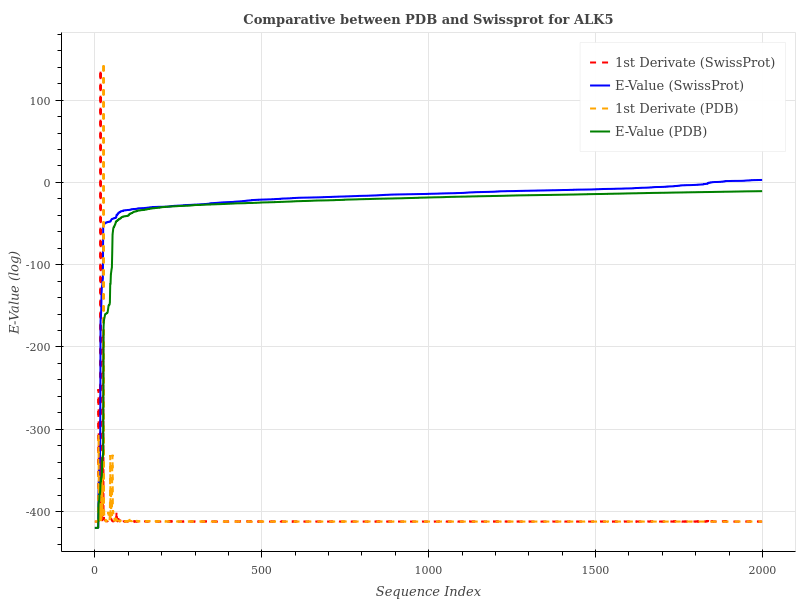 Comparative between PDB and Swissprot for ALK5
1st Derivate (SwissProt)
E-Value (SwissProt)
1st Derivate (PDB)
E-Value (PDB)
E-Value (log)
100
0
-100
-200
-300
-400
0
500
1000
1500
2000
Sequence Index